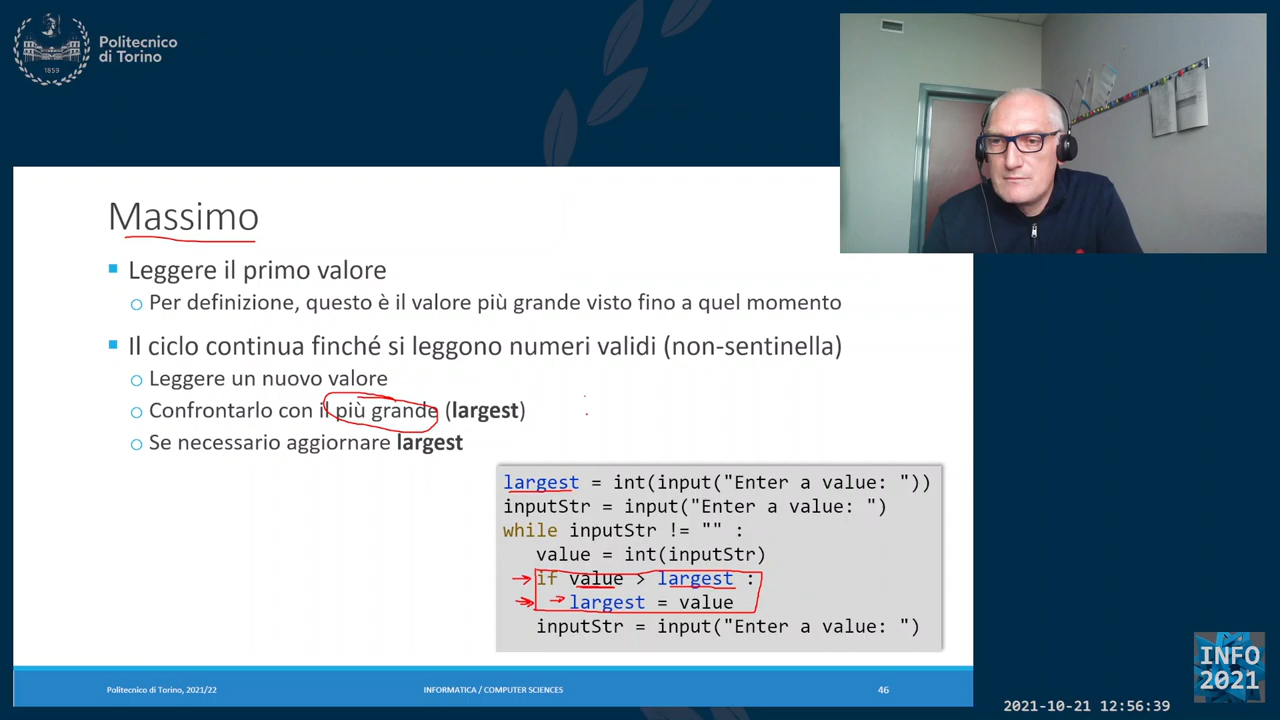 Politecnico
di Torino
1859
Massimo
Leggere il primo valore
Per definizione, questo è il valore più grande visto fino a quel momento
Il ciclo continua finché si leggono numeri validi (non-sentinella)
Leggere un nuovo valore
Confrontarlo con il più grande (largest)
Se necessario aggiornare largest
largest = int(input("Enter a value: "))
inputStr = input("Enter a value: ")
while inputStr != "" :
value = int(inputStr)
if value > largest :
largest = value
inputStr = input("Enter a value: ")
Politecnico di Torino, 2021/22
INFORMATICA / COMPUTER SCIENCES
46
INFO
2021
2021-10-21 12:56:39